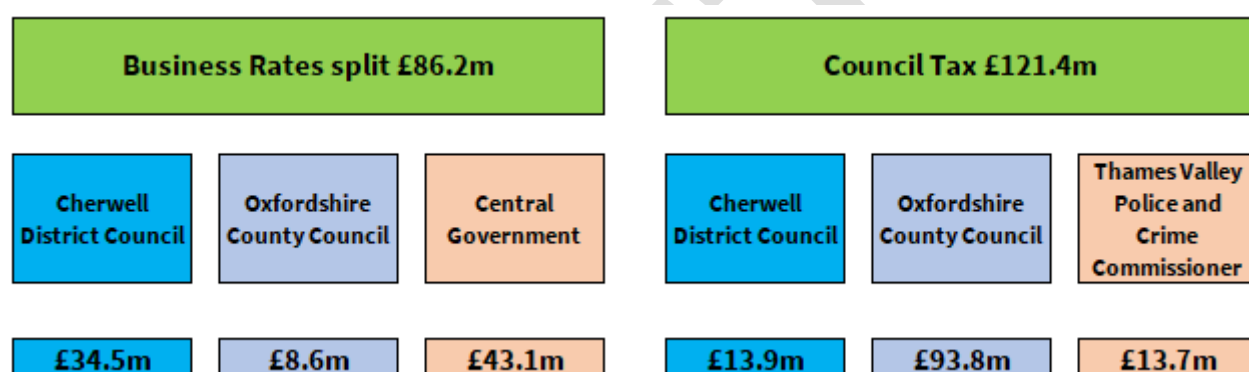 Business Rates split £86.2m
Council Tax £121.4m
Cherwell
District Council
Oxfordshire
County Council
Central
Government
Cherwell
District Council
Oxfordshire
County Council
Thames Valley
Police and
Crime
Commissioner
£34.5m
£8.6m
£43.1m
£13.9m
£93.8m
£13.7m